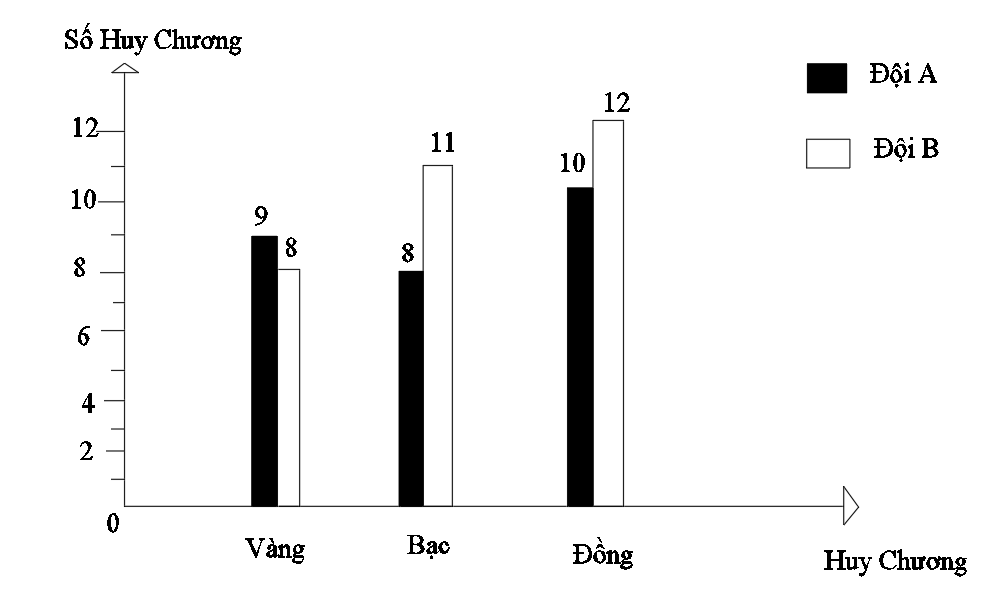 Số Huy Chương
Đội A
Đội B
12
10
8
6
4
2
0
9
8
8
11
10
12
Vàng
Bạc
Đồng
Huy Chương